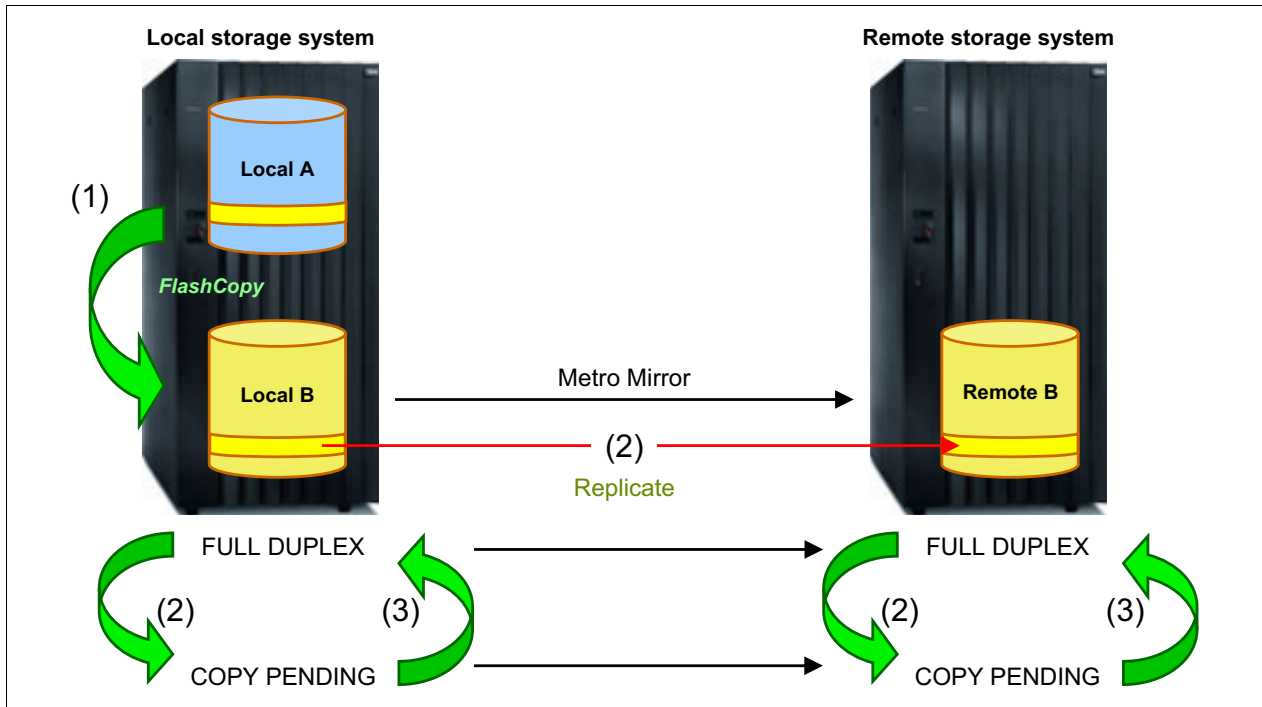 Local storage system
Remote storage system
Local A
(1)
FlashCopy
Local B
Metro Mirror
Remote B
(2)
Replicate
FULL DUPLEX
FULL DUPLEX
(2)
(3)
(2)
(3)
COPY PENDING
COPY PENDING